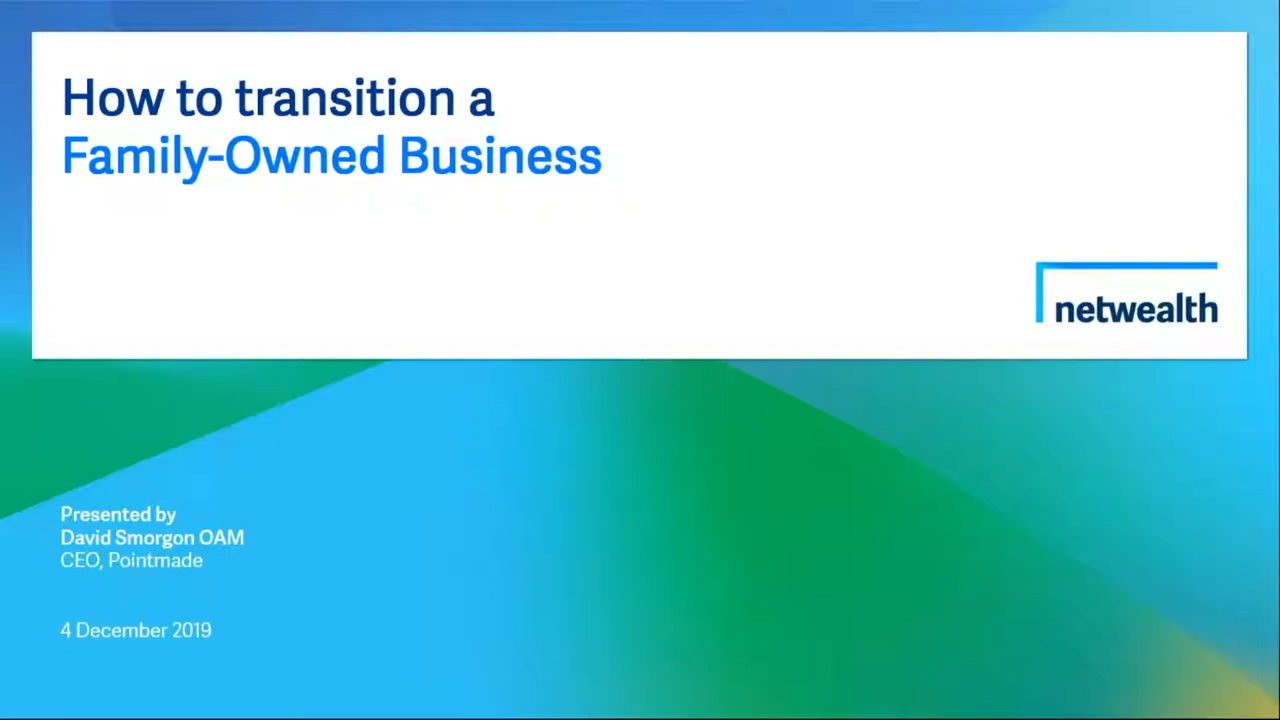 How to transition a
Family-Owned Business
netwealth
Presented by
David Smorgon OAM
CEO, Pointmade
4 December 2019